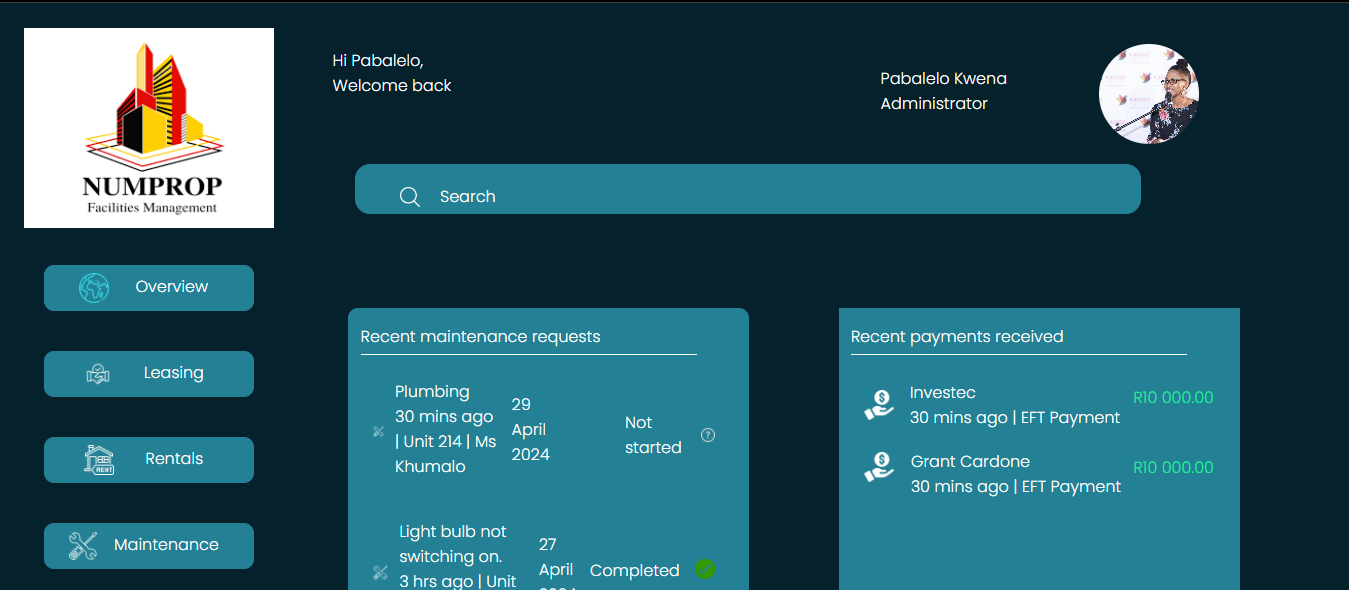 NUMPROP
Facilities Management
Hi Pabalelo,
Welcome back
Pabalelo Kwena
Administrator
Search
Overview
Leasing
Rentals
RENT
Maintenance
Recent maintenance requests
Plumbing
30 mins ago
| Unit 214 | Ms
Khumalo
29
April
2024
Not
started
?
Light bulb not
switching on.
3 hrs ago | Unit
27
April
2024
Completed
Recent payments received
Investec
30 mins ago | EFT Payment
R10 000.00
Grant Cardone
30 mins ago | EFT Payment
R10 000.00